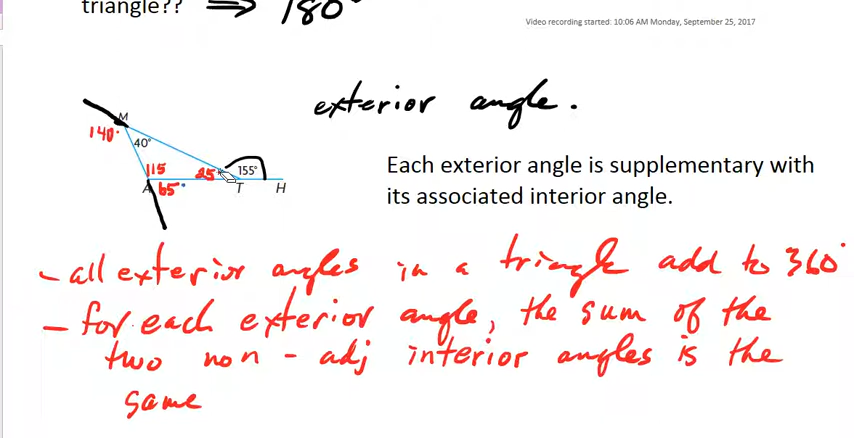 triangle?? ⇒ 180°
Video recording started: 10:06 AM Monday, September 25, 2017
exterior angle.
M
140°
40°
115
25
155°
A 65° T H
Each exterior angle is supplementary with
its associated interior angle.
- all exterior angles in a triangle add to 360°
- for each exterior angle, the sum of the
two non - adj interior angles is the
same